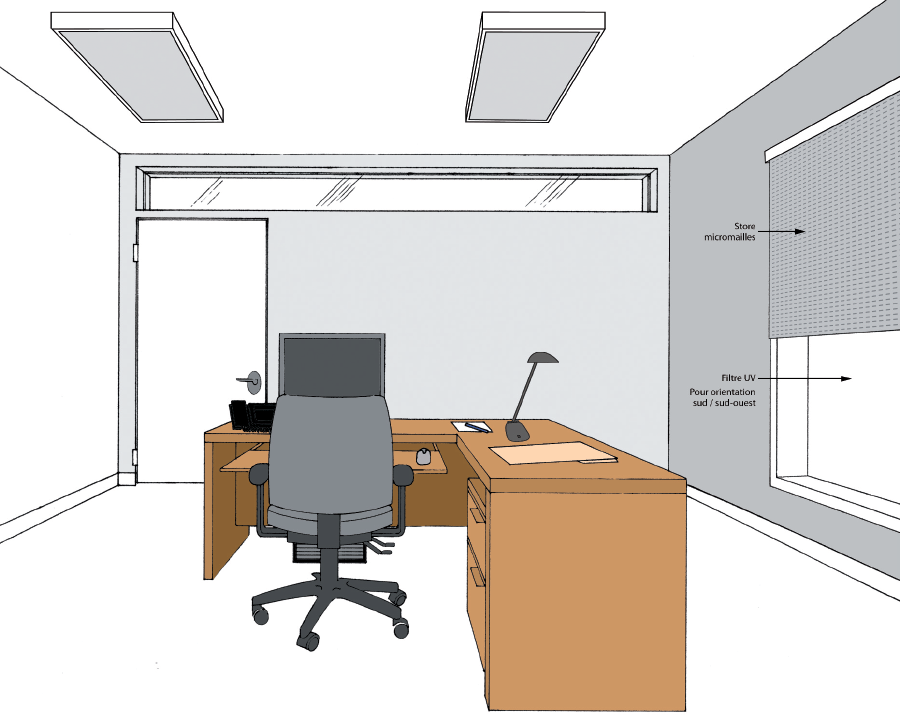 Store
micromailles
Filtre UV
Pour orientation
sud / sud-ouest